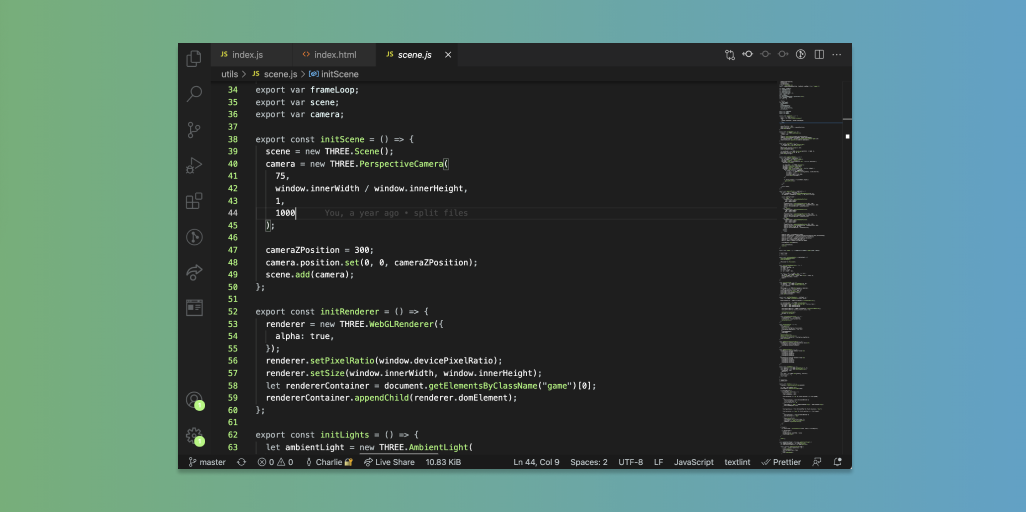 JS index.js <> index.html JS scene.js ×
utils > JS scene.js > initScene
34 export var frameLoop;
35 export var scene;
36 export var camera;
37
38 export const initScene = () => {
39 scene = new THREE.Scene();
40 camera = new THREE.PerspectiveCamera(
41 75,
42 window.innerWidth / window.innerHeight,
43 1,
44 1000 You, a year ago • split files
45 );
46
47 cameraZPosition = 300;
48 camera.position.set(0, 0, cameraZPosition);
49 scene.add(camera);
50 };
51
52 export const initRenderer = () => {
53 renderer = new THREE.WebGLRenderer({
54 alpha: true,
55 });
56 renderer.setPixelRatio(window.devicePixelRatio);
57 renderer.setSize(window.innerWidth, window.innerHeight);
58 let rendererContainer = document.getElementsByClassName("game")[0];
59 rendererContainer.appendChild(renderer.domElement);
60 };
61
62 export const initLights = () => {
63 let ambientLight = new THREE.AmbientLight(
1
1
master 0 0 Charlie Live Share 10.83 KiB Ln 44, Col 9 Spaces: 2 UTF-8 LF JavaScript textlint Prettier